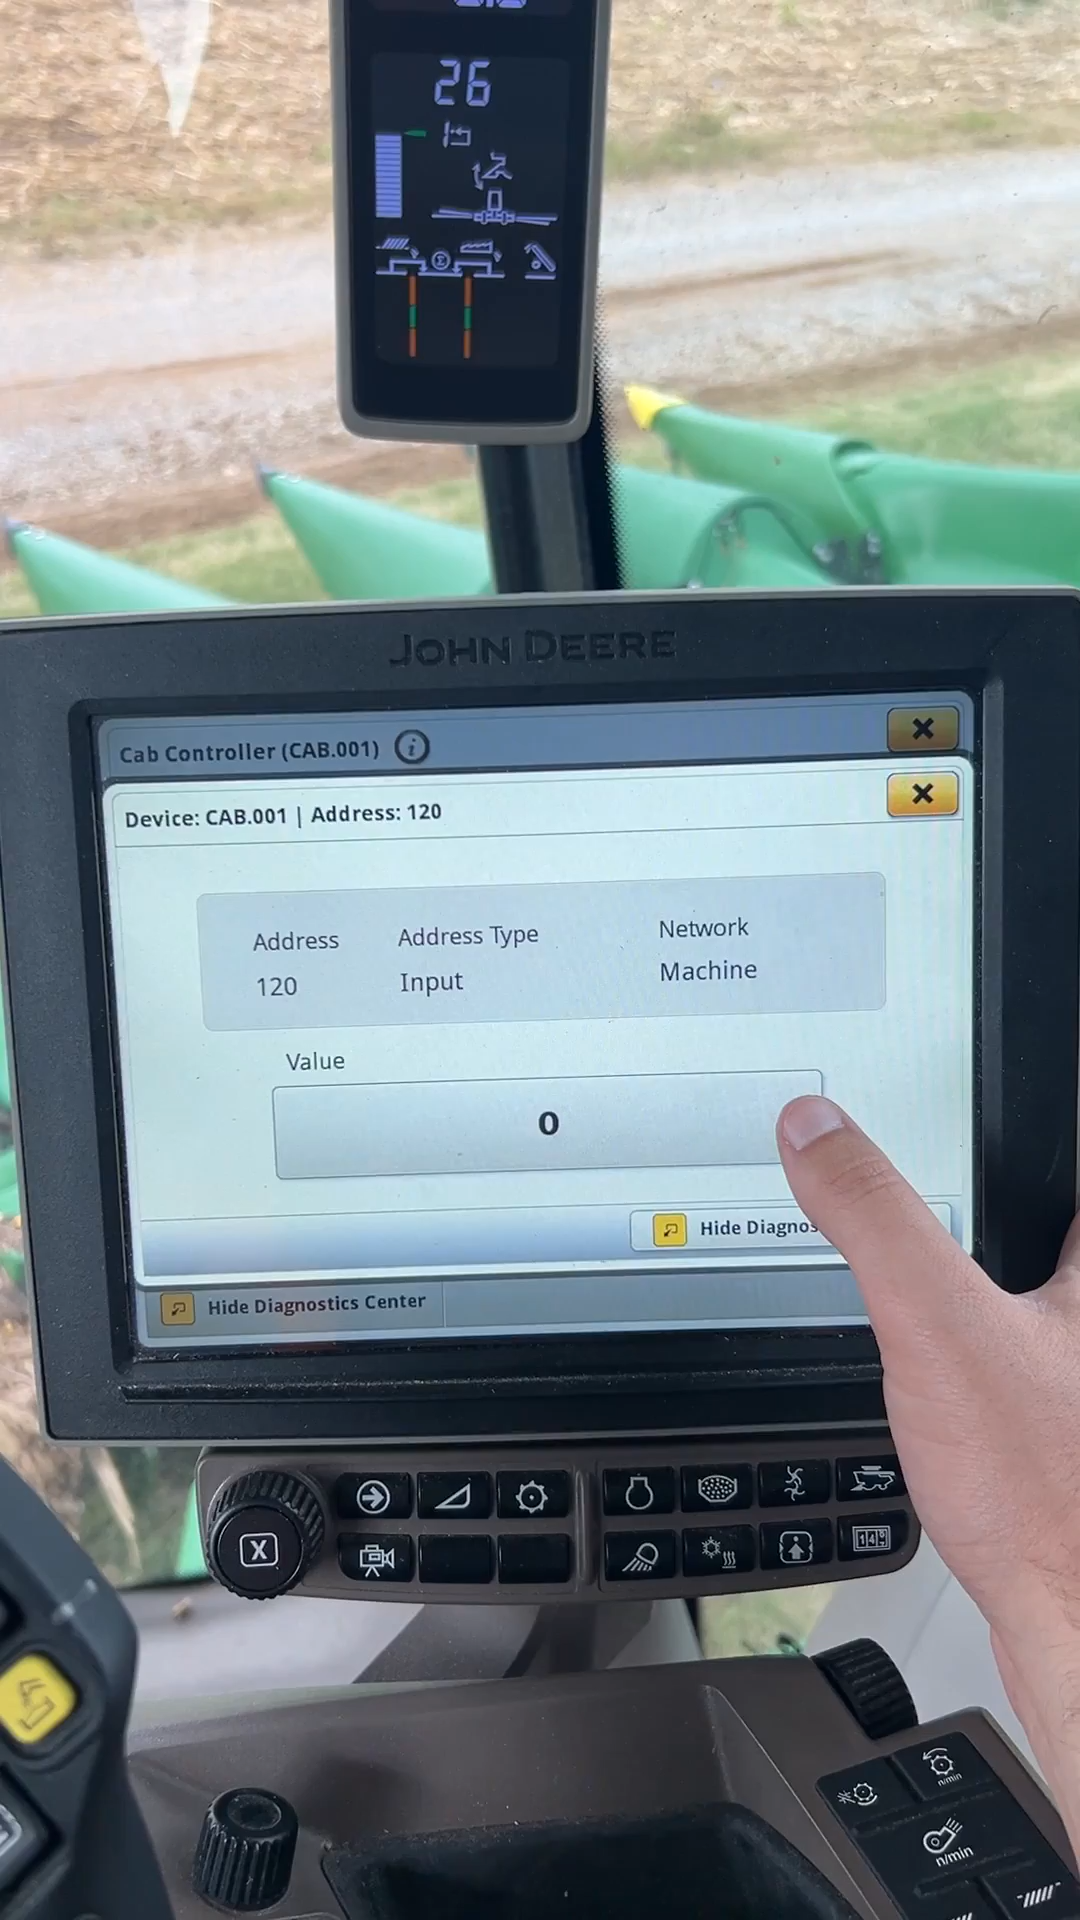 26
JOHN DEERE
Cab Controller (CAB.001) i
Device: CAB.001 | Address: 120
Address Address Type Network
120 Input Machine
Value
0
Hide Diagnos
Hide Diagnostics Center
X
n/min
n/min